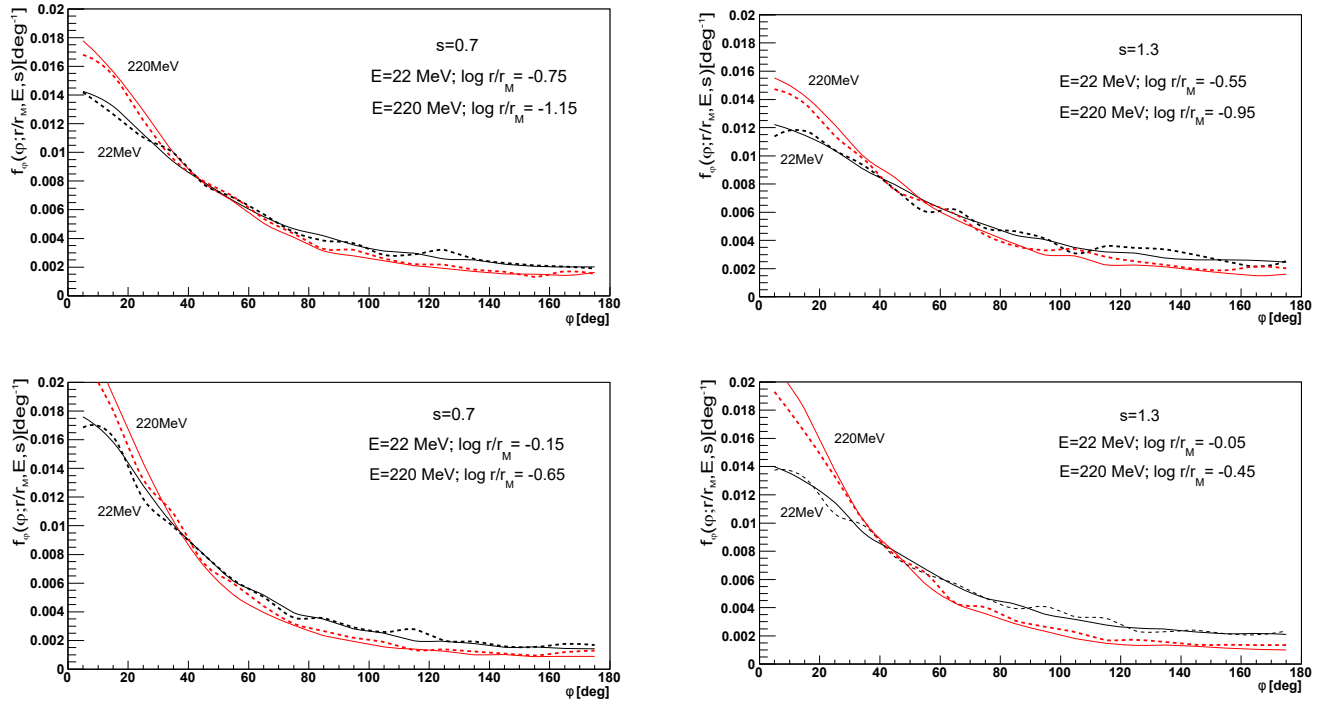 f_φ(φ;r/r_M,E,s)[deg⁻¹]
0.02
0.018
0.016
0.014
0.012
0.01
0.008
0.006
0.004
0.002
0
s=0.7
E=22 MeV; log r/r_M= -0.75
E=220 MeV; log r/r_M= -1.15
220MeV
22MeV
0 20 40 60 80 100 120 140 160 180
φ [deg]
f_φ(φ;r/r_M,E,s)[deg⁻¹]
0.02
0.018
0.016
0.014
0.012
0.01
0.008
0.006
0.004
0.002
0
s=1.3
E=22 MeV; log r/r_M= -0.55
E=220 MeV; log r/r_M= -0.95
220MeV
22MeV
0 20 40 60 80 100 120 140 160 180
φ [deg]
f_φ(φ;r/r_M,E,s)[deg⁻¹]
0.02
0.018
0.016
0.014
0.012
0.01
0.008
0.006
0.004
0.002
0
s=0.7
E=22 MeV; log r/r_M= -0.15
E=220 MeV; log r/r_M= -0.65
220MeV
22MeV
0 20 40 60 80 100 120 140 160 180
φ [deg]
f_φ(φ;r/r_M,E,s)[deg⁻¹]
0.02
0.018
0.016
0.014
0.012
0.01
0.008
0.006
0.004
0.002
0
s=1.3
E=22 MeV; log r/r_M= -0.05
E=220 MeV; log r/r_M= -0.45
220MeV
22MeV
0 20 40 60 80 100 120 140 160 180
φ [deg]